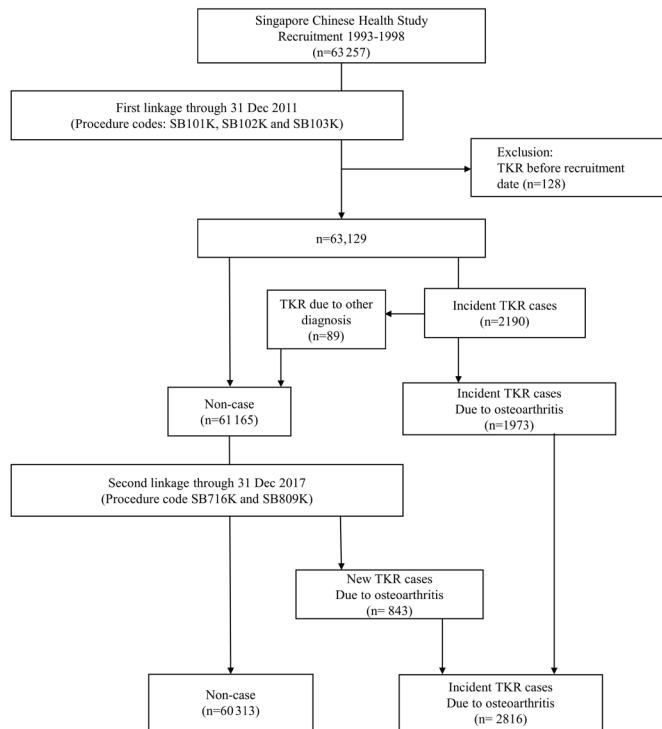 Singapore Chinese Health Study
Recruitment 1993-1998
(n=63 257)
First linkage through 31 Dec 2011
(Procedure codes: SB101K, SB102K and SB103K)
Exclusion:
TKR before recruitment
date (n=128)
n=63,129
TKR due to other
diagnosis
(n=89)
Incident TKR cases
(n=2190)
Non-case
(n=61 165)
Incident TKR cases
Due to osteoarthritis
(n=1973)
Second linkage through 31 Dec 2017
(Procedure code SB716K and SB809K)
New TKR cases
Due to osteoarthritis
(n= 843)
Non-case
(n=60 313)
Incident TKR cases
Due to osteoarthritis
(n= 2816)